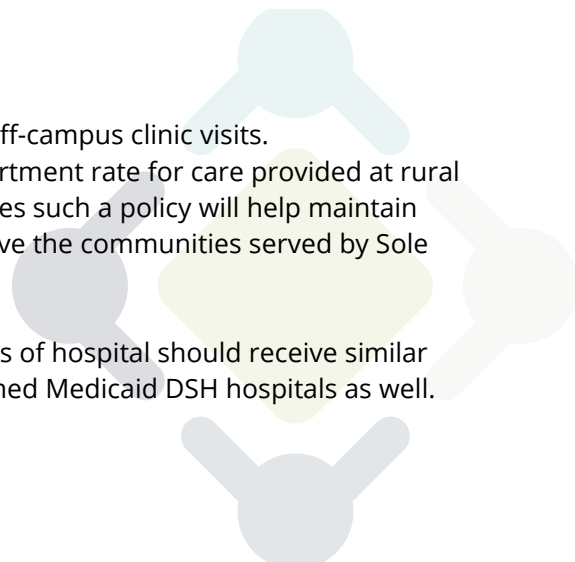 ff-campus clinic visits.
rtment rate for care provided at rural
es such a policy will help maintain
ve the communities served by Sole
s of hospital should receive similar
ned Medicaid DSH hospitals as well.